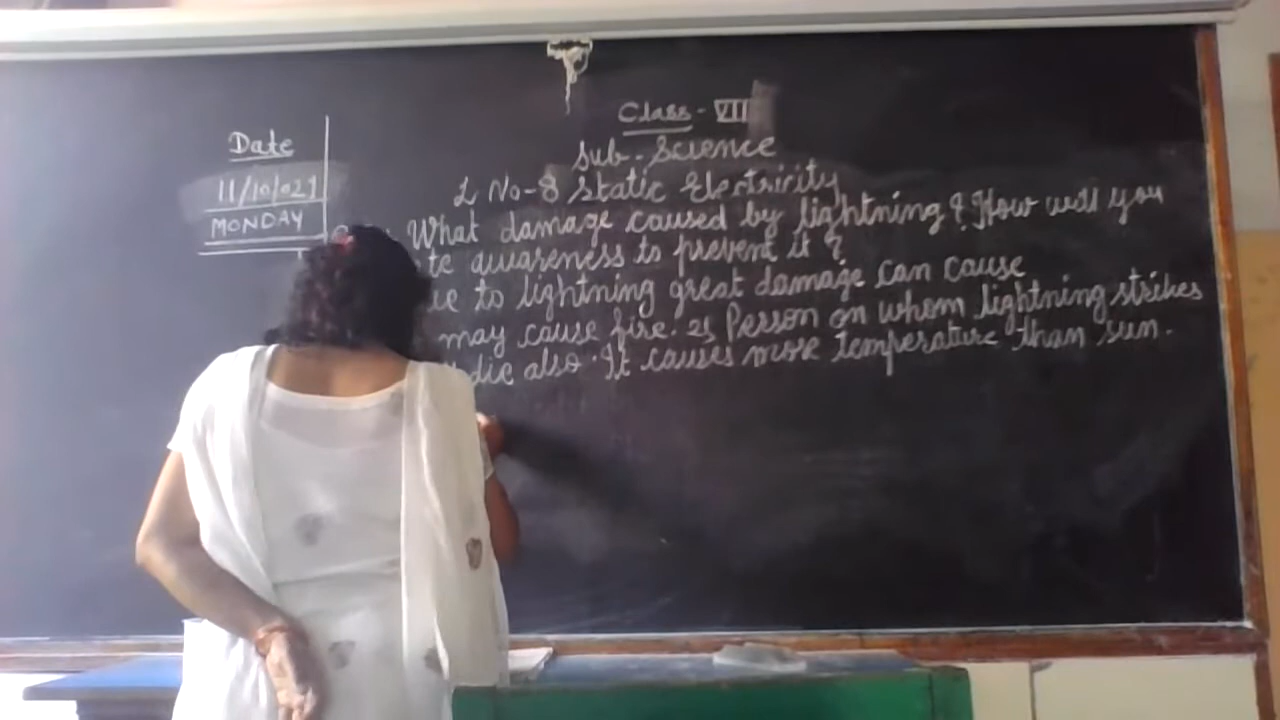 Class - VII
Date
Sub - Science
11/10/021
L No-8 Static Electricity
MONDAY
What damage caused by lightning? How will you
te awareness to prevent it?
ue to lightning great damage can cause
may cause fire. Person on whom lightning strikes
die also. It causes more temperature than sun.